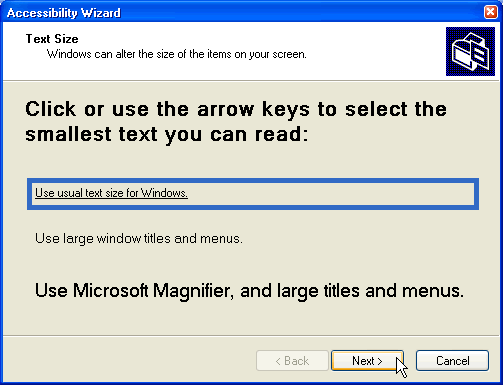 Accessibility Wizard
Text Size
Windows can alter the size of the items on your screen.
Click or use the arrow keys to select the
smallest text you can read:
Use usual text size for Windows.
Use large window titles and menus.
Use Microsoft Magnifier, and large titles and menus.
< Back Next > Cancel